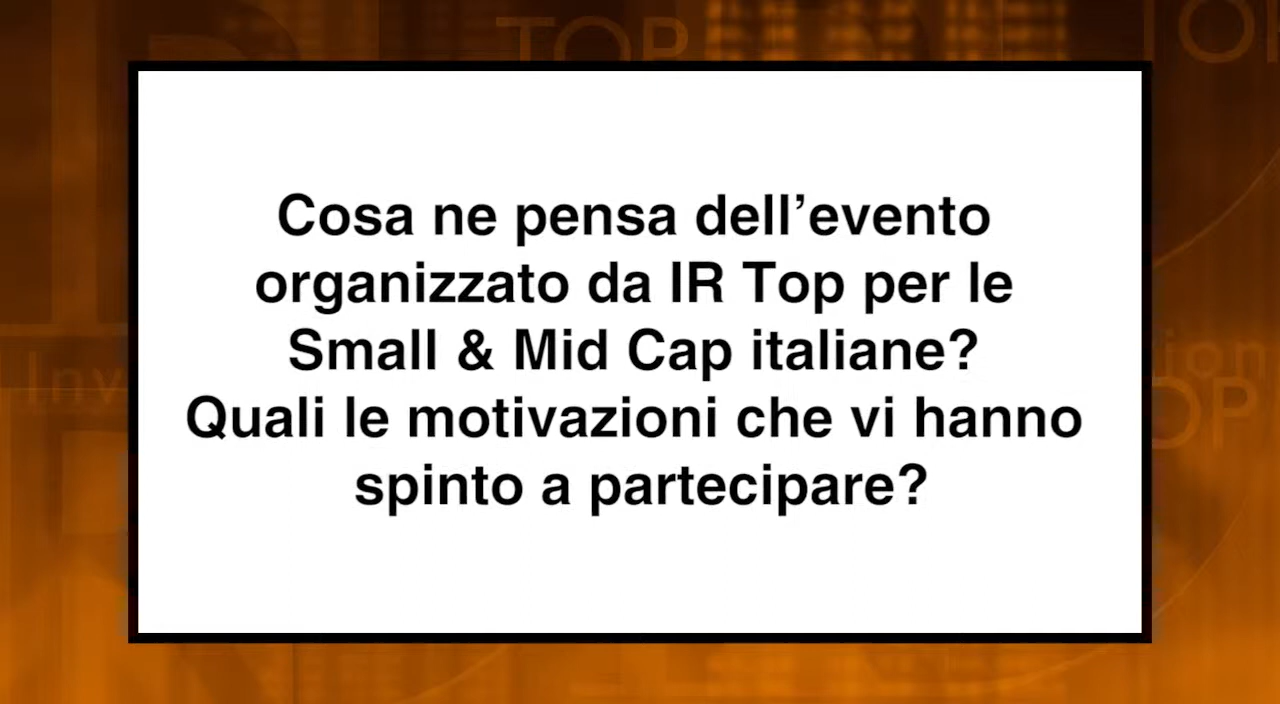 TOP
Cosa ne pensa dell’evento
organizzato da IR Top per le
Small & Mid Cap italiane?
Quali le motivazioni che vi hanno
spinto a partecipare?